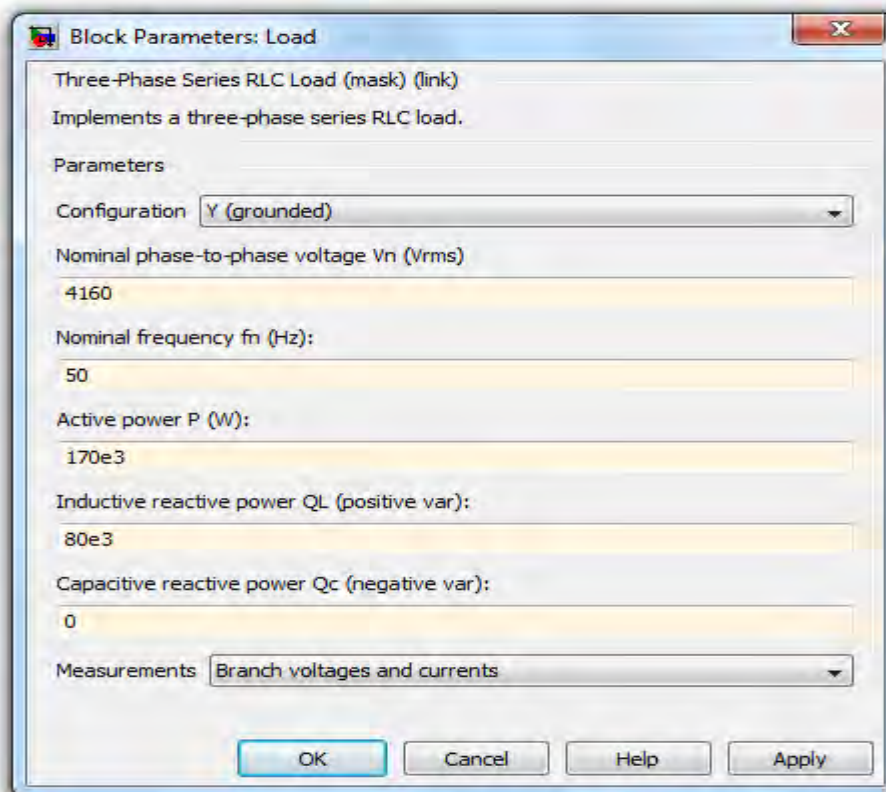 Block Parameters: Load
Three-Phase Series RLC Load (mask) (link)
Implements a three-phase series RLC load.
Parameters
Configuration Y (grounded)
Nominal phase-to-phase voltage Vn (Vrms)
4160
Nominal frequency fn (Hz):
50
Active power P (W):
170e3
Inductive reactive power QL (positive var):
80e3
Capacitive reactive power Qc (negative var):
0
Measurements Branch voltages and currents
OK Cancel Help Apply